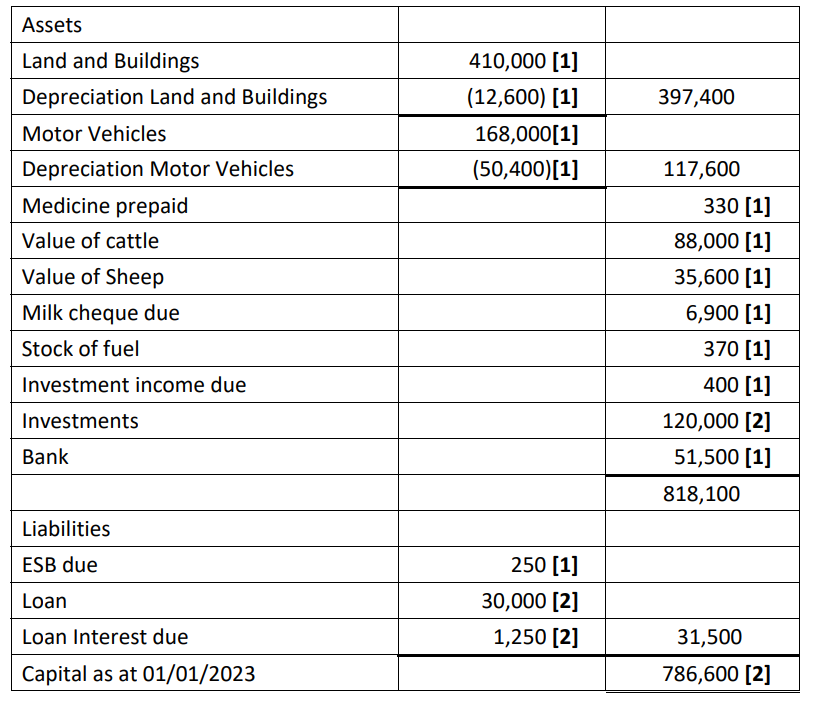 Assets
Land and Buildings 410,000 [1]
Depreciation Land and Buildings (12,600) [1] 397,400
Motor Vehicles 168,000[1]
Depreciation Motor Vehicles (50,400)[1] 117,600
Medicine prepaid 330 [1]
Value of cattle 88,000 [1]
Value of Sheep 35,600 [1]
Milk cheque due 6,900 [1]
Stock of fuel 370 [1]
Investment income due 400 [1]
Investments 120,000 [2]
Bank 51,500 [1]
818,100
Liabilities
ESB due 250 [1]
Loan 30,000 [2]
Loan Interest due 1,250 [2] 31,500
Capital as at 01/01/2023 786,600 [2]